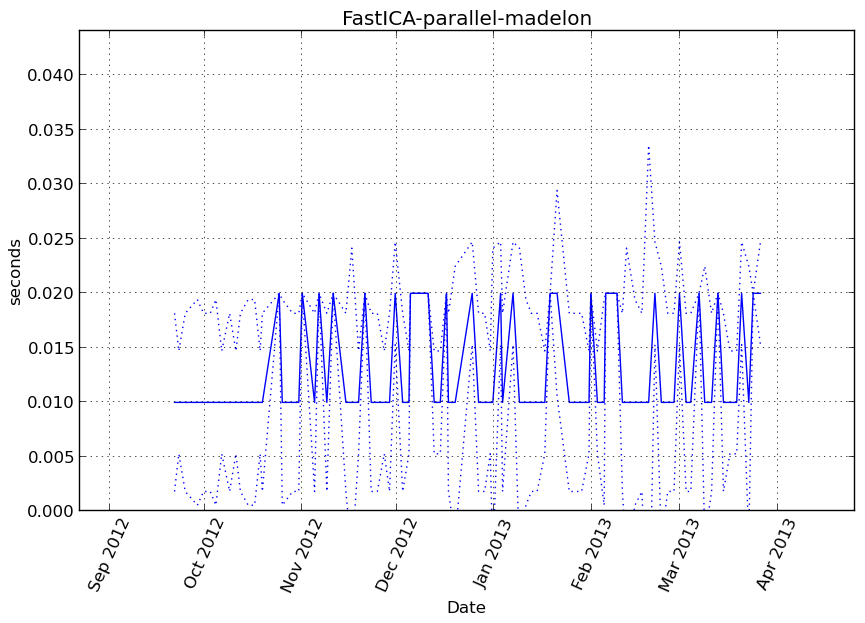 FastICA-parallel-madelon
0.040
0.035
0.030
0.025
0.020
0.015
0.010
0.005
0.000
seconds
Sep 2012
Oct 2012
Nov 2012
Dec 2012
Jan 2013
Feb 2013
Mar 2013
Apr 2013
Date